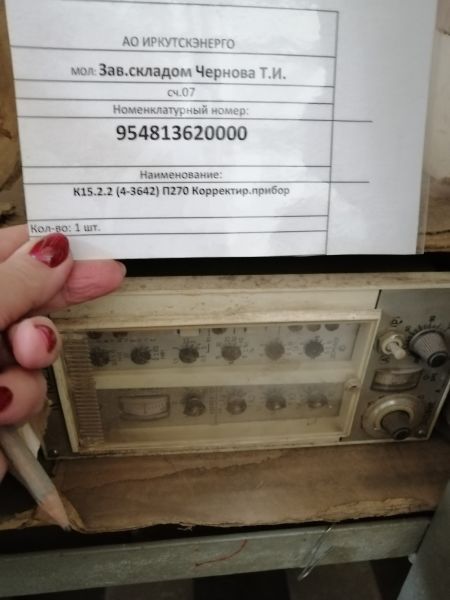 АО ИРКУТСКЭНЕРГО
мол: Зав.складом Чернова Т.И.
сч.07
Номенклатурный номер:
954813620000
Наименование:
К15.2.2 (4-3642) П270 Корректир.прибор
Кол-во: 1 шт.